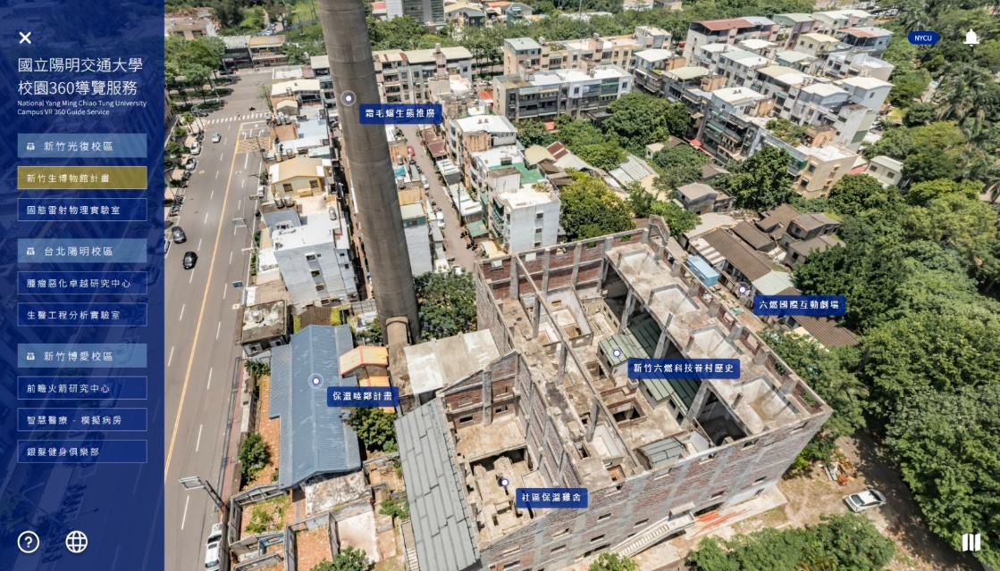 國立陽明交通大學
校園360導覽服務
National Yang Ming Chiao Tung University
Campus VR 360 Guide Service
新竹光復校區
新竹生博物館計畫
固態雷射物理實驗室
台北陽明校區
腫瘤惡化卓越研究中心
生醫工程分析實驗室
新竹博愛校區
前瞻火箭研究中心
智慧醫療 - 模擬病房
銀髮健身俱樂部
NYCU
霜毛蝠生態推廣
六燃國際互動劇場
新竹六燃科技眷村歷史
保溫睦鄰計畫
社區保溫雞舍